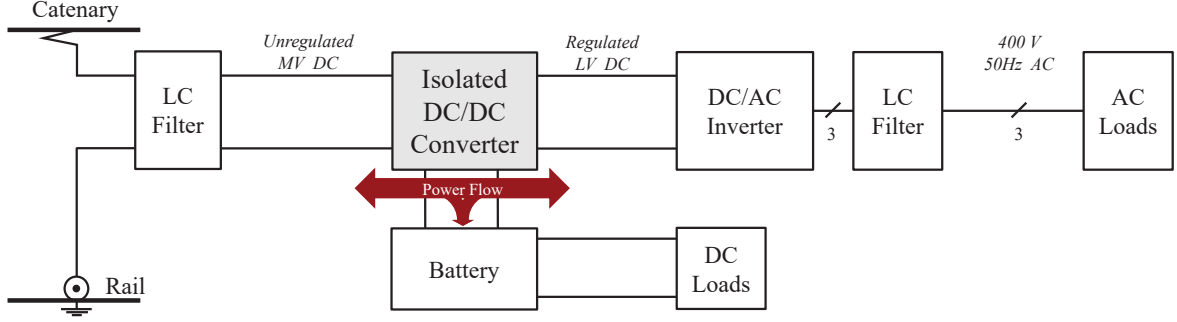 Catenary
Unregulated
MV DC
Regulated
LV DC
400 V
50Hz AC
LC
Filter
Isolated
DC/DC
Converter
DC/AC
Inverter
3
LC
Filter
3
AC
Loads
Power Flow
Battery
DC
Loads
Rail